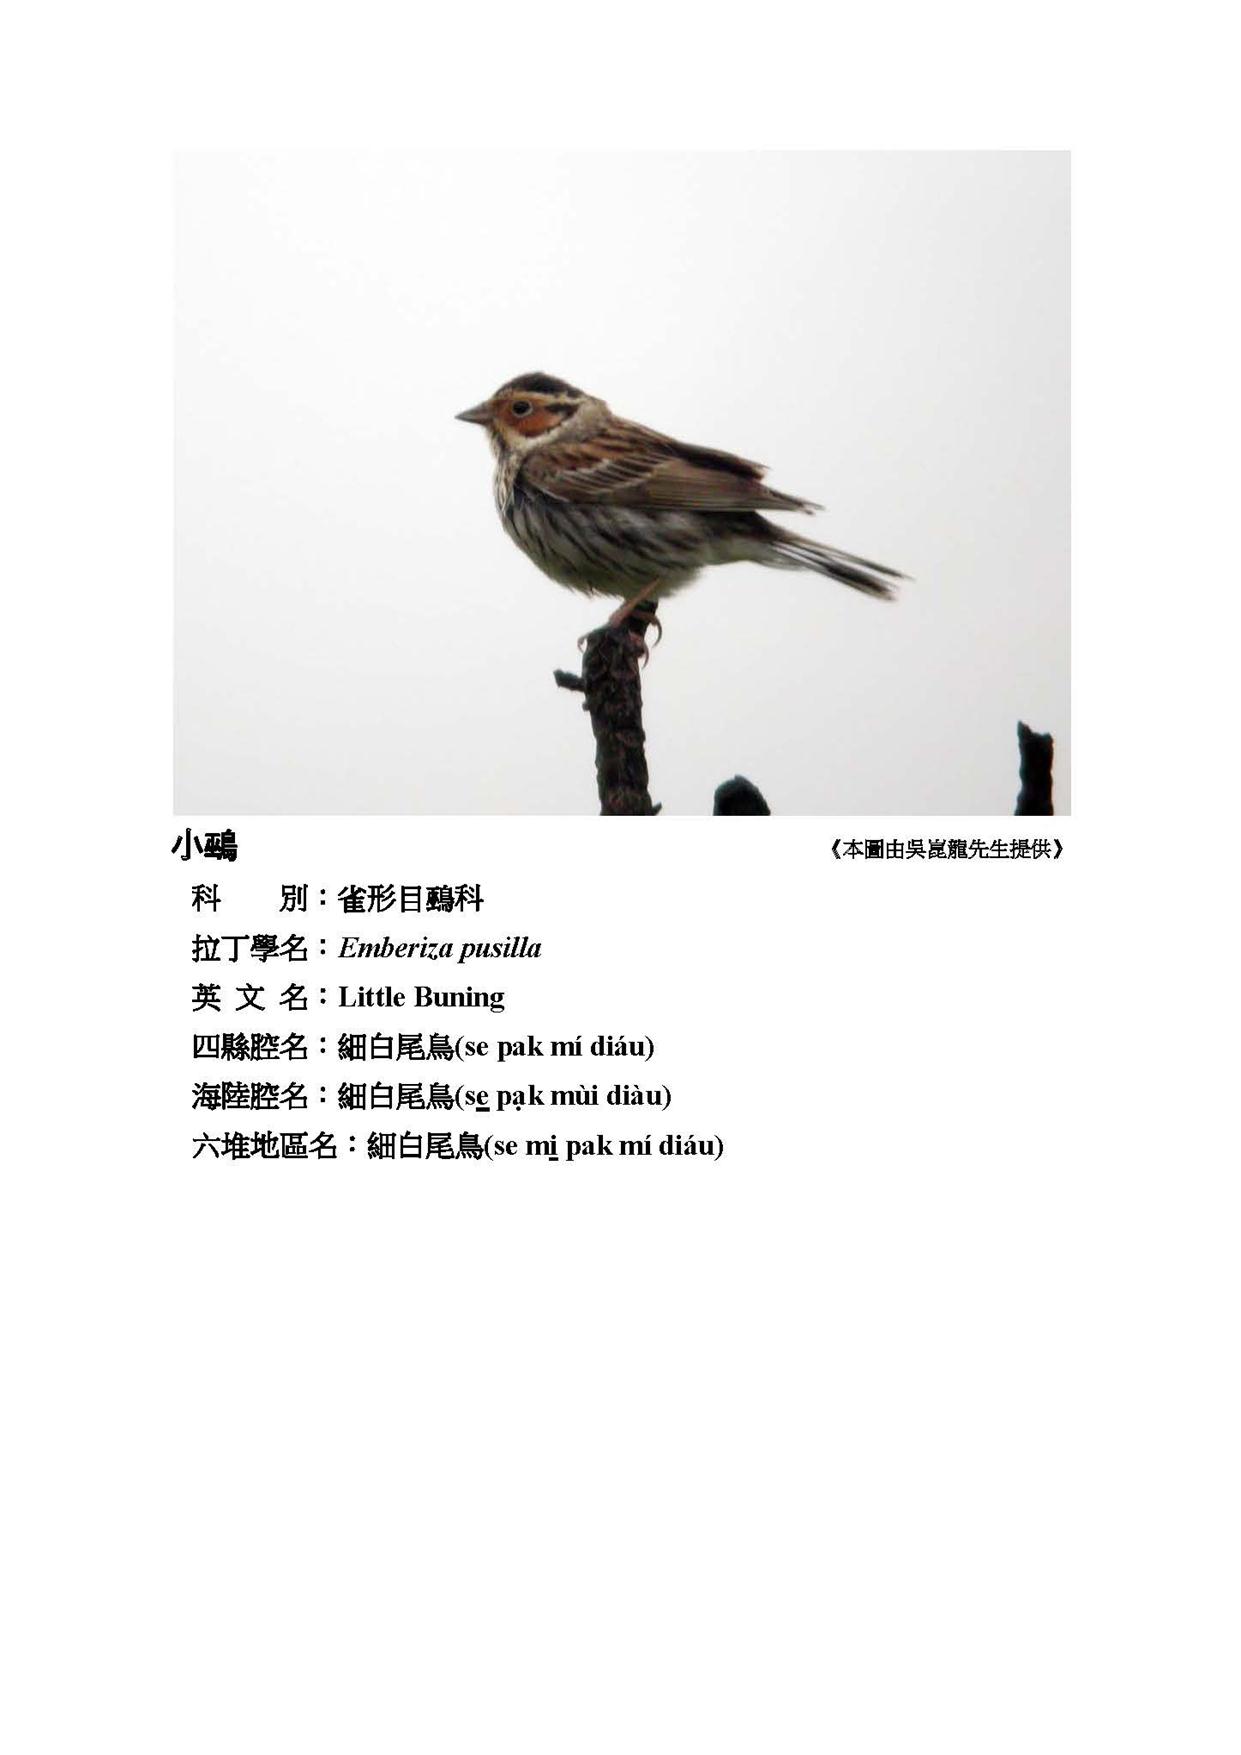 小鵐 《本圖由吳崑龍先生提供》
科　　別：雀形目鵐科
拉丁學名：Emberiza pusilla
英 文 名：Little Buning
四縣腔名：細白尾鳥(se pak mí diáu)
海陸腔名：細白尾鳥(se̲ pa̩k mùi diàu)
六堆地區名：細白尾鳥(se mi̲ pak mí diáu)